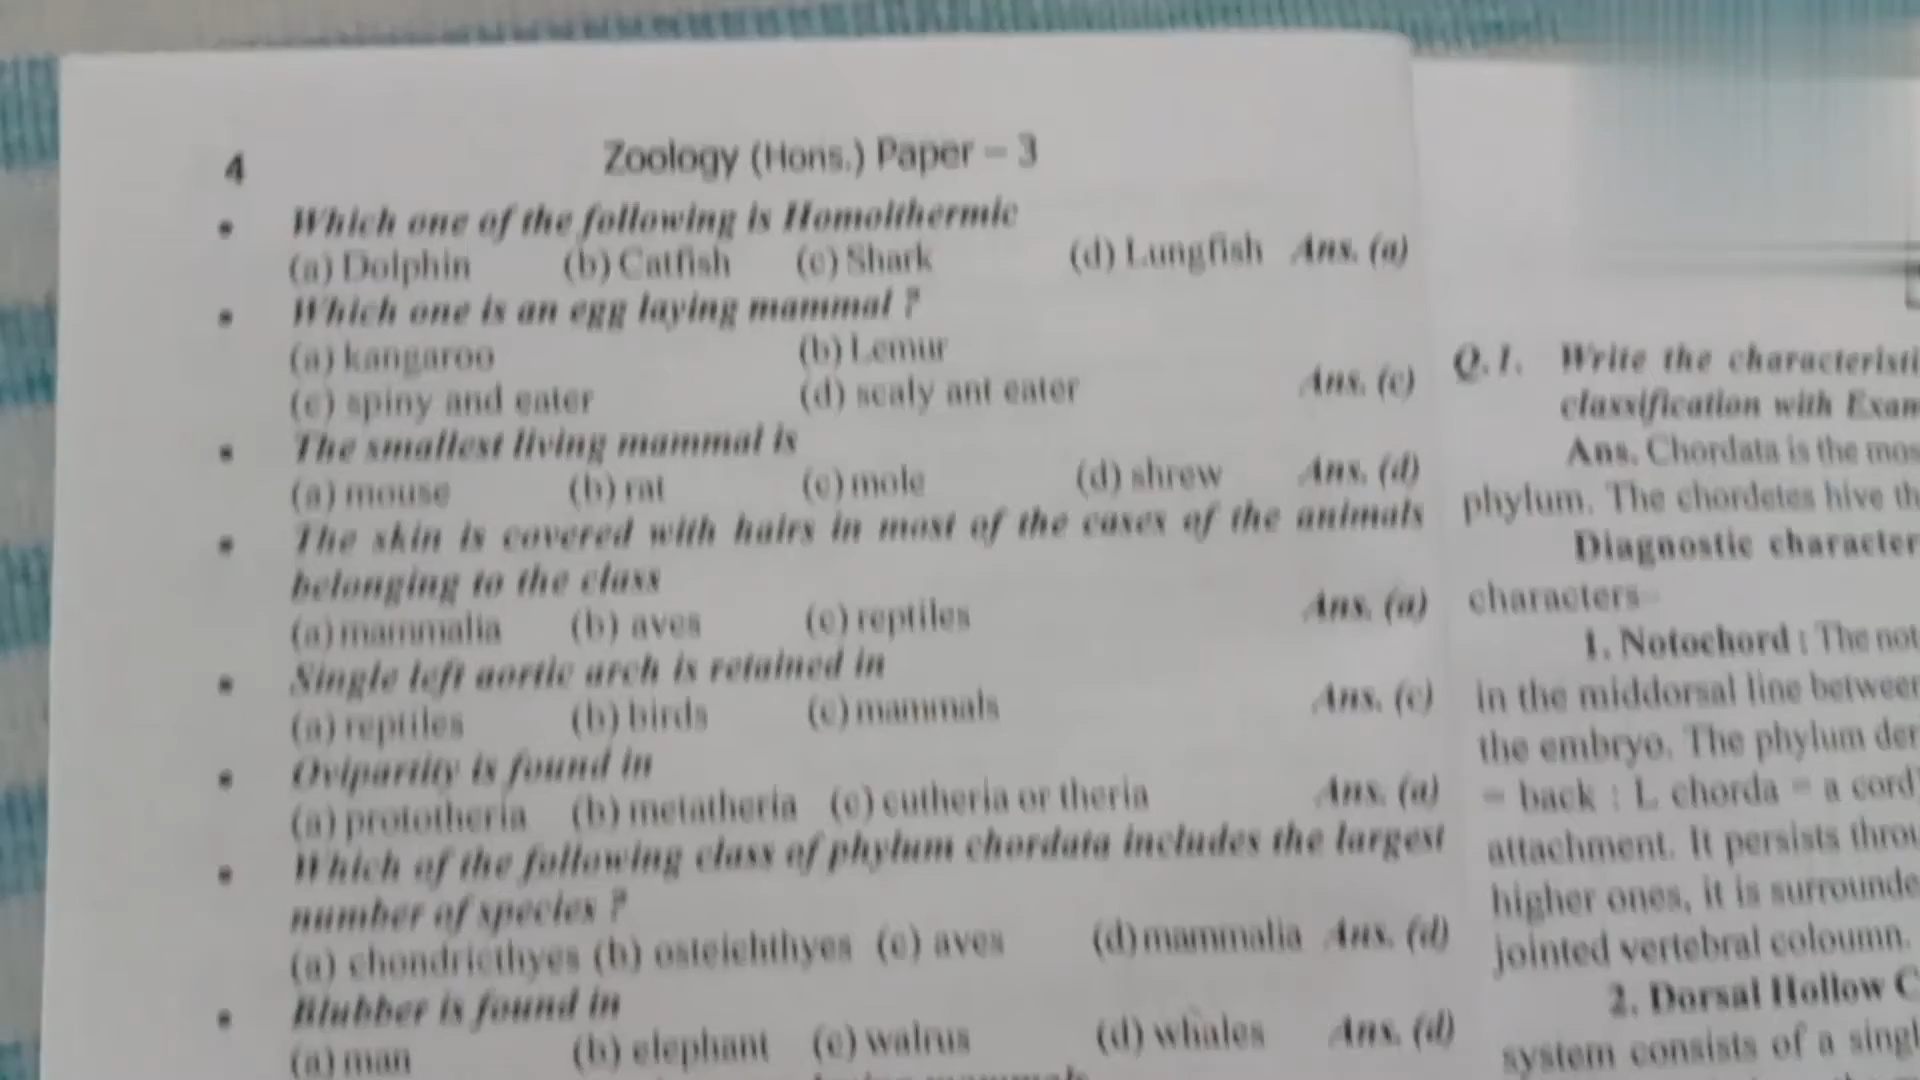 4
Zoology (Hons.) Paper – 3
• Which one of the following is Homoithermic
(a) Dolphin (b) Catfish (c) Shark (d) Lungfish Ans. (a)
• Which one is an egg laying mammal ?
(a) kangaroo (b) Lemur
(c) spiny and eater (d) scaly ant eater Ans. (c)
• The smallest living mammal is
(a) mouse (b) rat (c) mole (d) shrew Ans. (d)
• The skin is covered with hairs in most of the cases of the animals
belonging to the class
(a) mammalia (b) aves (c) reptiles Ans. (a)
• Single left aortic arch is retained in
(a) reptiles (b) birds (c) mammals Ans. (c)
• Oviparity is found in
(a) prototheria (b) metatheria (c) eutheria or theria Ans. (a)
• Which of the following class of phylum chordata includes the largest
number of species ?
(a) chondricthyes (b) osteichthyes (c) aves (d) mammalia Ans. (d)
• Blubber is found in
(a) man (b) elephant (c) walrus (d) whales Ans. (d)
Q.1. Write the characteristi
classification with Exam
Ans. Chordata is the mos
phylum. The chordetes hive th
Diagnostic character
characters–
1. Notochord : The not
in the middorsal line between
the embryo. The phylum der
= back : L. chorda = a cord)
attachment. It persists throu
higher ones, it is surrounde
jointed vertebral coloumn.
2. Dorsal Hollow C
system consists of a singl